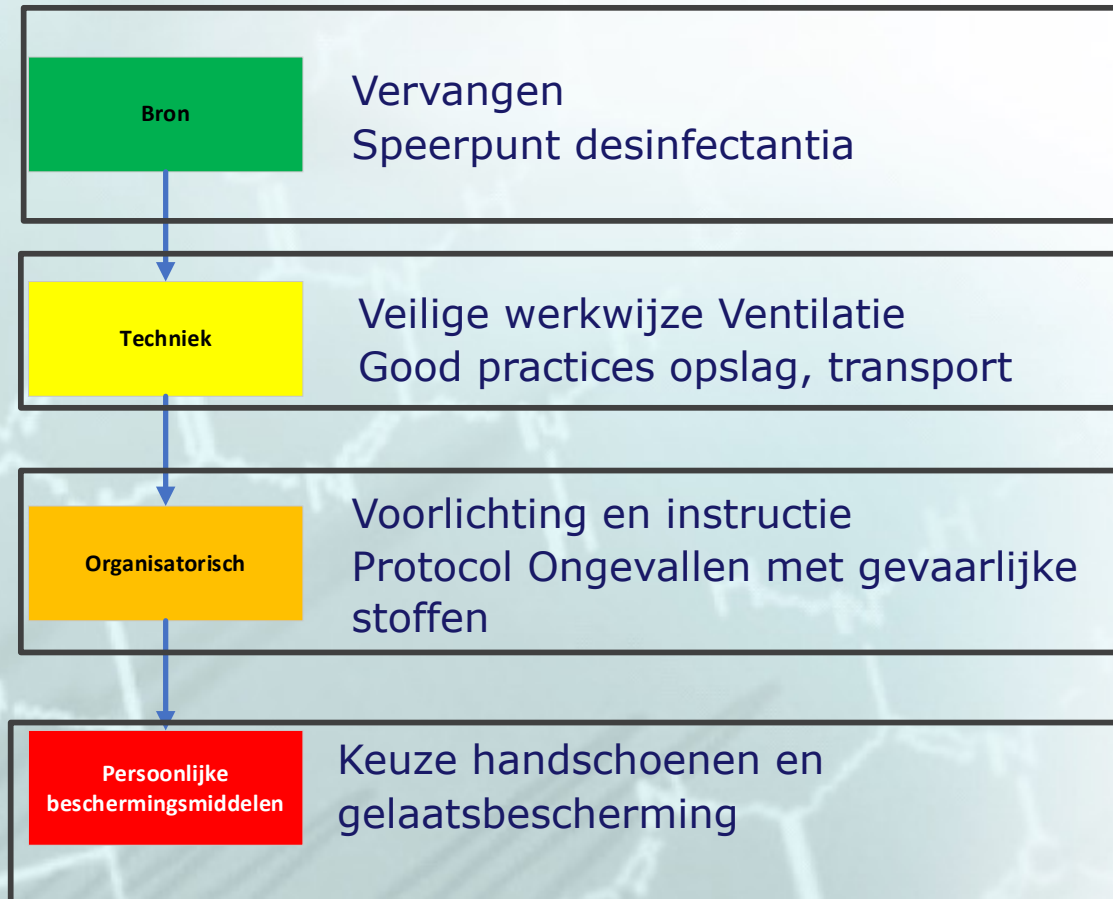 Bron
Vervangen
Speerpunt desinfectantia
Techniek
Veilige werkwijze Ventilatie
Good practices opslag, transport
Organisatorisch
Voorlichting en instructie
Protocol Ongevallen met gevaarlijke
stoffen
Persoonlijke
beschermingsmiddelen
Keuze handschoenen en
gelaatsbescherming